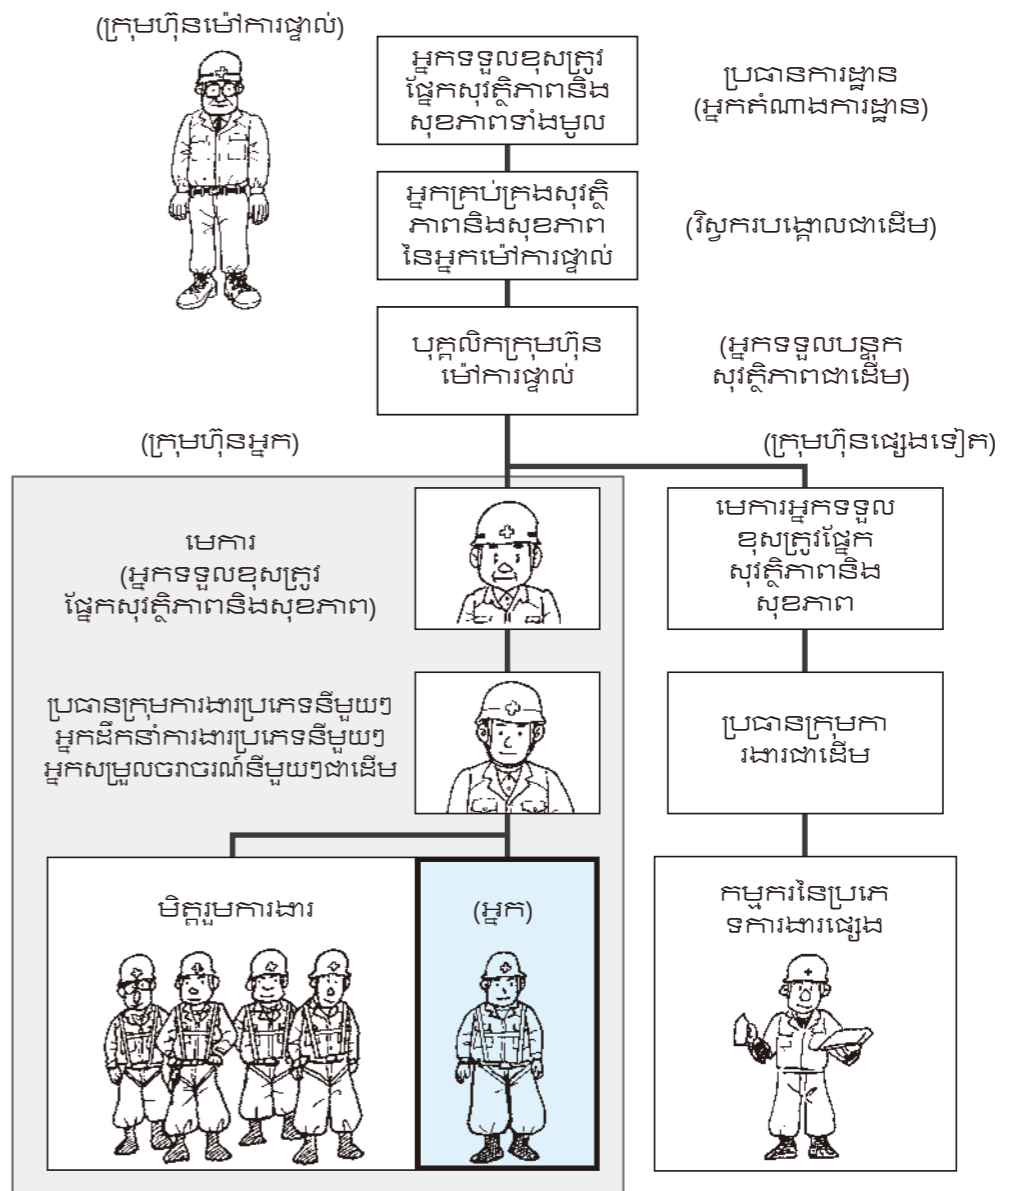 (ក្រុមហ៊ុនម៉ៅការផ្ទាល់)
អ្នកទទួលខុសត្រូវ
ផ្នែកសុវត្ថិភាពនិង
សុខភាពទាំងមូល
ប្រធានការដ្ឋាន
(អ្នកតំណាងការដ្ឋាន)
អ្នកគ្រប់គ្រងសុវត្ថិ
ភាពនិងសុខភាព
នៃអ្នកម៉ៅការផ្ទាល់
(វិស្វករបង្គោលជាដើម)
បុគ្គលិកក្រុមហ៊ុន
ម៉ៅការផ្ទាល់
(អ្នកទទួលបន្ទុក
សុវត្ថិភាពជាដើម)
(ក្រុមហ៊ុនអ្នក)
(ក្រុមហ៊ុនផ្សេងទៀត)
មេការ
(អ្នកទទួលខុសត្រូវ
ផ្នែកសុវត្ថិភាពនិងសុខភាព)
មេការអ្នកទទួល
ខុសត្រូវផ្នែក
សុវត្ថិភាពនិង
សុខភាព
ប្រធានក្រុមការងារប្រភេទនីមួយៗ
អ្នកដឹកនាំការងារប្រភេទនីមួយៗ
អ្នកសម្រួលចរាចរណ៍នីមួយៗជាដើម
ប្រធានក្រុមកា
រងារជាដើម
មិត្តរួមការងារ
(អ្នក)
កម្មករនៃប្រភេ
ទការងារផ្សេង